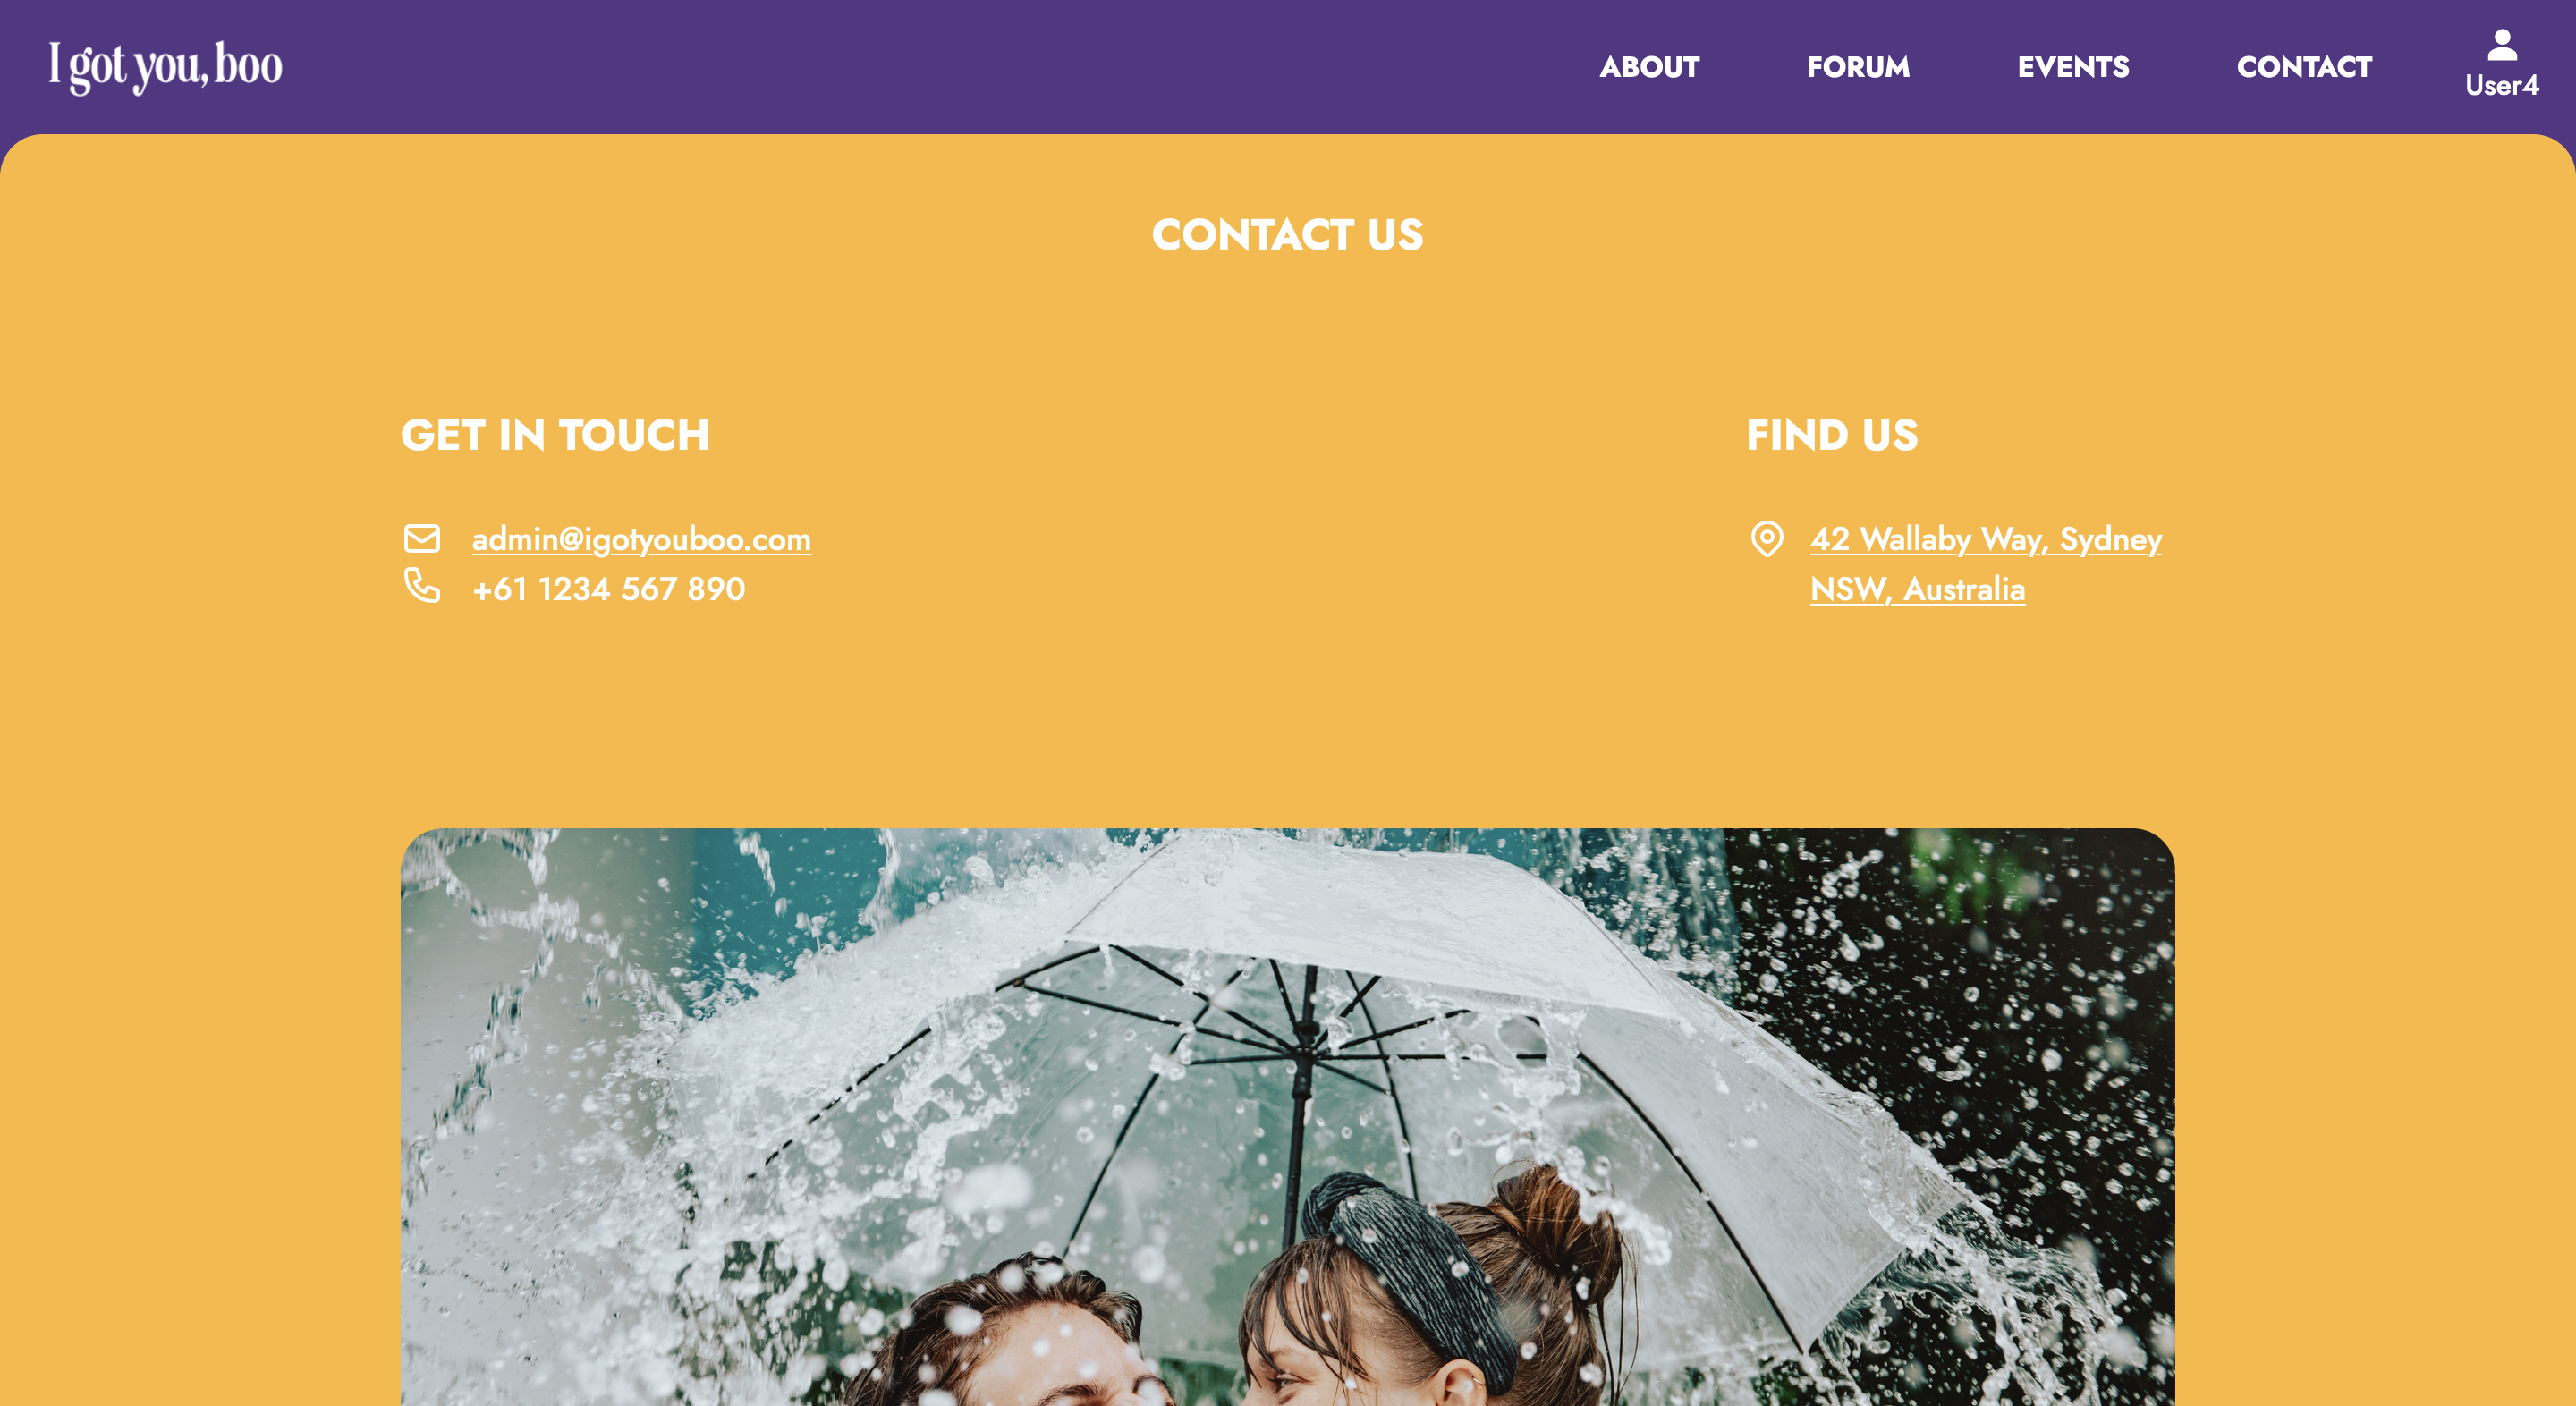 I got you, boo
ABOUT
FORUM
EVENTS
CONTACT
User4
CONTACT US
GET IN TOUCH
admin@igotyouboo.com
+61 1234 567 890
FIND US
42 Wallaby Way, Sydney
NSW, Australia